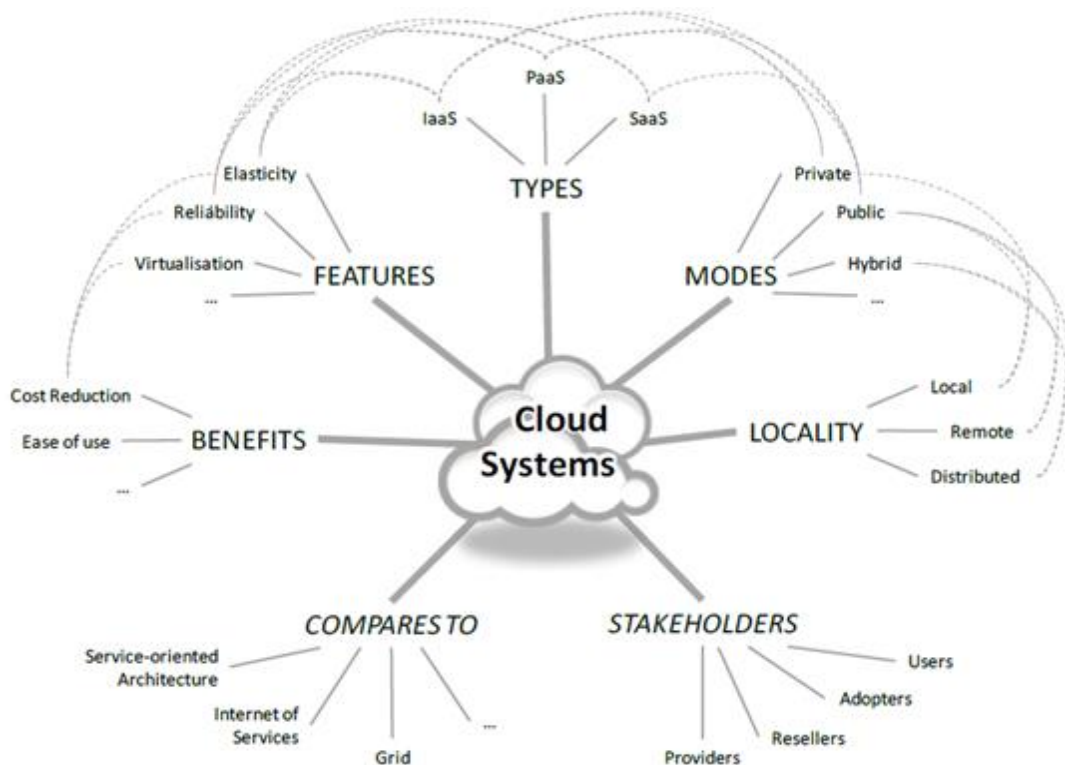 PaaS
IaaS
SaaS
TYPES
Elasticity
Reliability
Virtualisation
...
FEATURES
Private
Public
Hybrid
...
MODES
Cost Reduction
Ease of use
...
BENEFITS
Cloud
Systems
LOCALITY
Local
Remote
Distributed
COMPARES TO
Service-oriented
Architecture
Internet of
Services
Grid
...
STAKEHOLDERS
Users
Adopters
Resellers
Providers